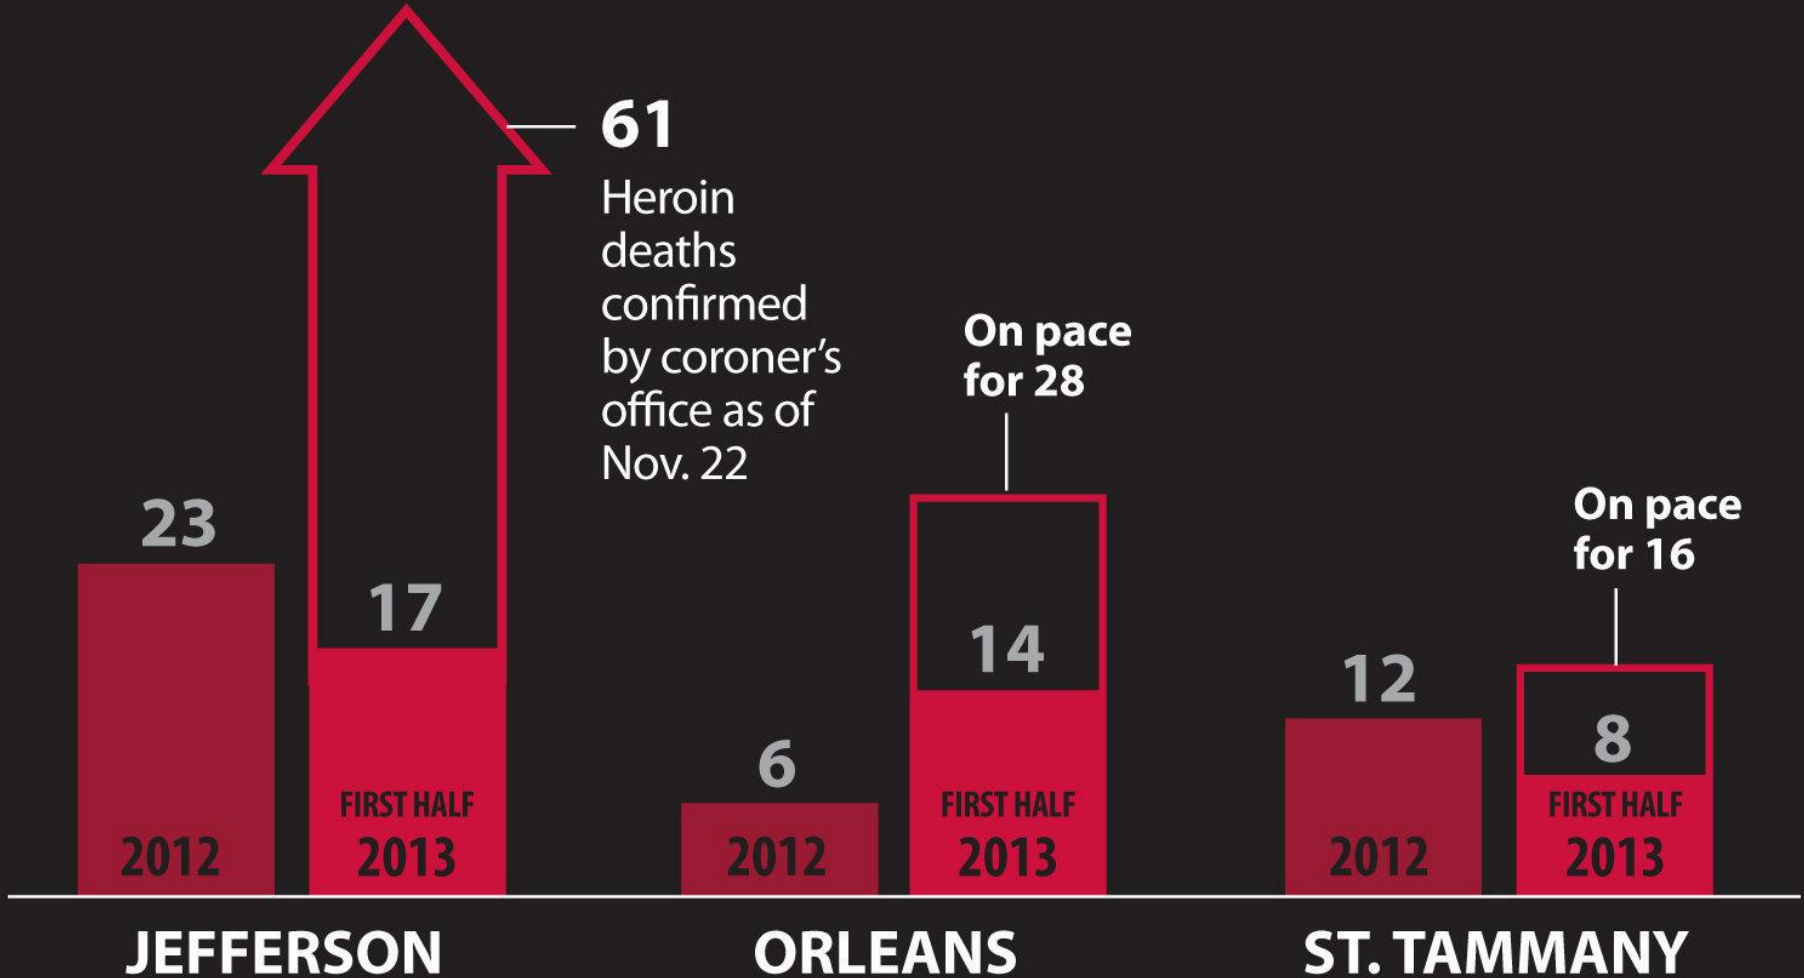 61
Heroin
deaths
confirmed
by coroner's
office as of
Nov. 22
23
17
FIRST HALF
2012
2013
JEFFERSON
On pace
for 28
6
14
FIRST HALF
2012
2013
ORLEANS
On pace
for 16
12
8
FIRST HALF
2012
2013
ST. TAMMANY